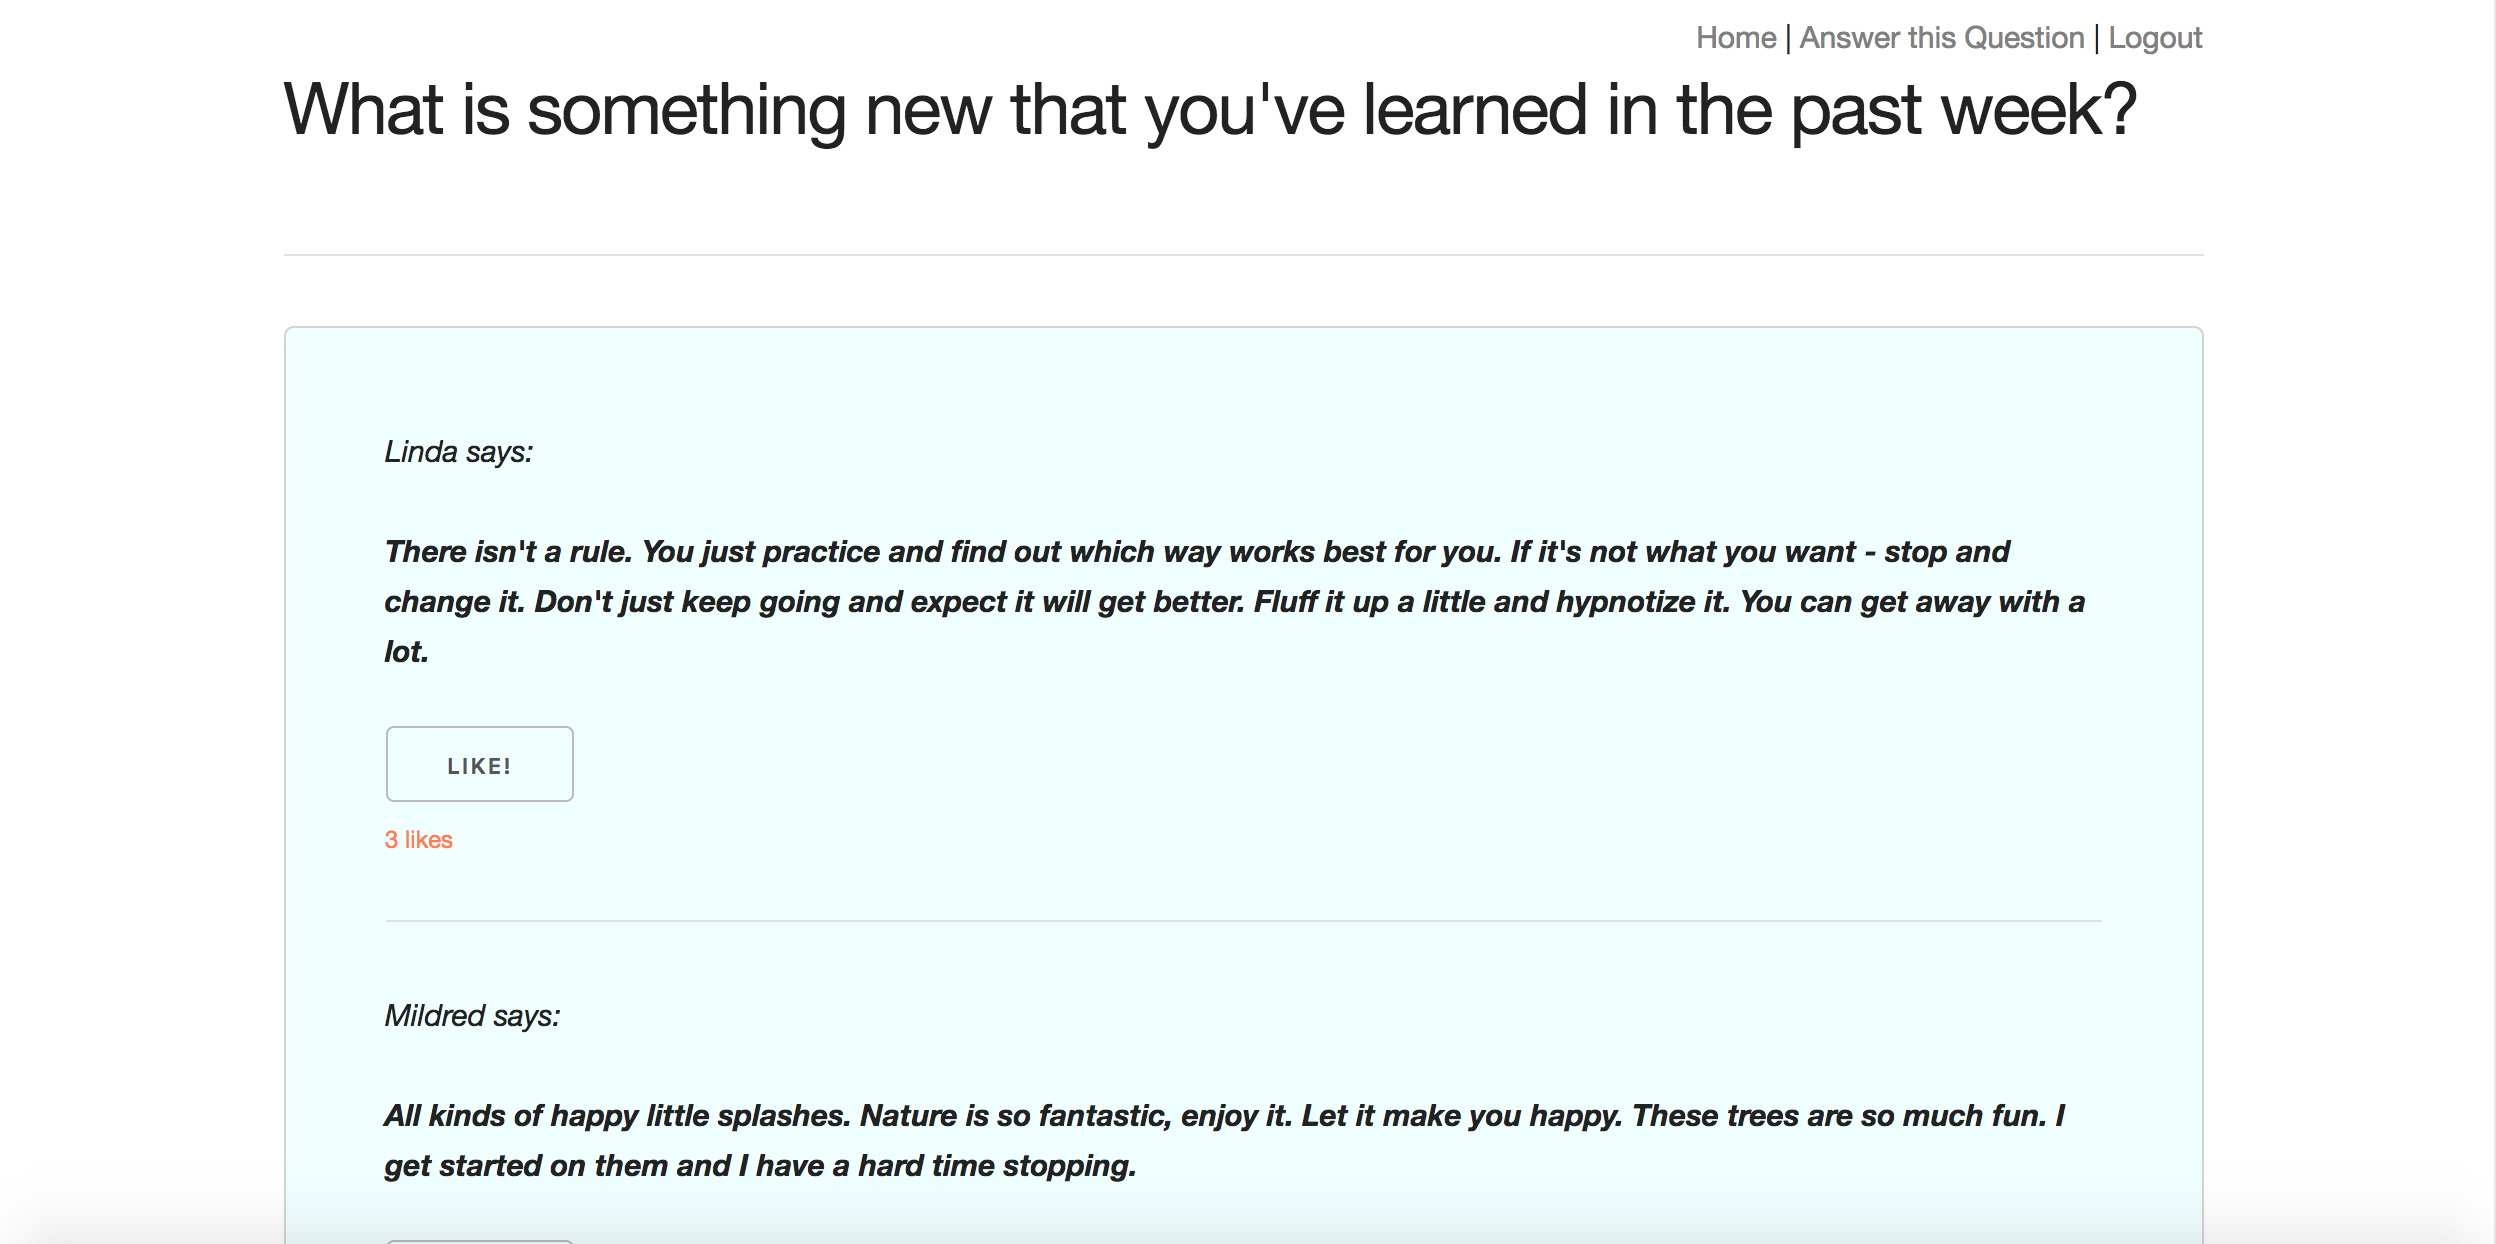 Home | Answer this Question | Logout
What is something new that you've learned in the past week?
Linda says:
There isn't a rule. You just practice and find out which way works best for you. If it's not what you want - stop and
change it. Don't just keep going and expect it will get better. Fluff it up a little and hypnotize it. You can get away with a
lot.
LIKE!
3 likes
Mildred says:
All kinds of happy little splashes. Nature is so fantastic, enjoy it. Let it make you happy. These trees are so much fun. I
get started on them and I have a hard time stopping.